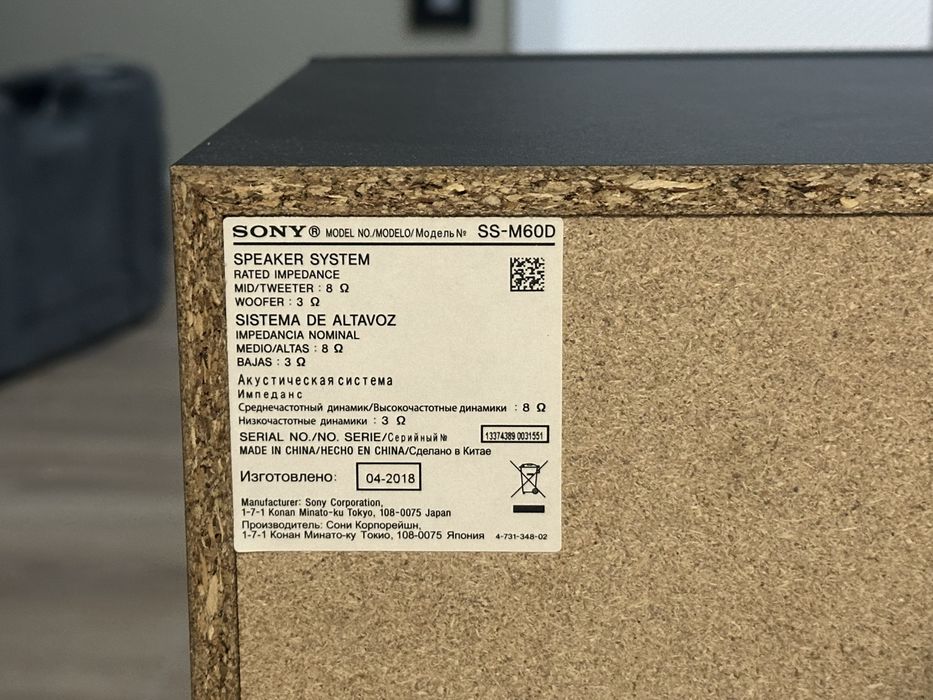 SONY® MODEL NO./MODELO/Модель№ SS-M60D
SPEAKER SYSTEM
RATED IMPEDANCE
MID/TWEETER : 8 Ω
WOOFER : 3 Ω
SISTEMA DE ALTAVOZ
IMPEDANCIA NOMINAL
MEDIO/ALTAS : 8 Ω
BAJAS : 3 Ω
Акустическая система
Импеданс
Среднечастотный динамик/Высокочастотные динамики : 8 Ω
Низкочастотные динамики : 3 Ω
SERIAL NO./NO. SERIE/Серийный№ 13374389 0031551
MADE IN CHINA/HECHO EN CHINA/Сделано в Китае
Изготовлено: 04-2018
Manufacturer: Sony Corporation,
1-7-1 Konan Minato-ku Tokyo, 108-0075 Japan
Производитель: Сони Корпорейшн,
1-7-1 Конан Минато-ку Токио, 108-0075 Япония 4-731-348-02